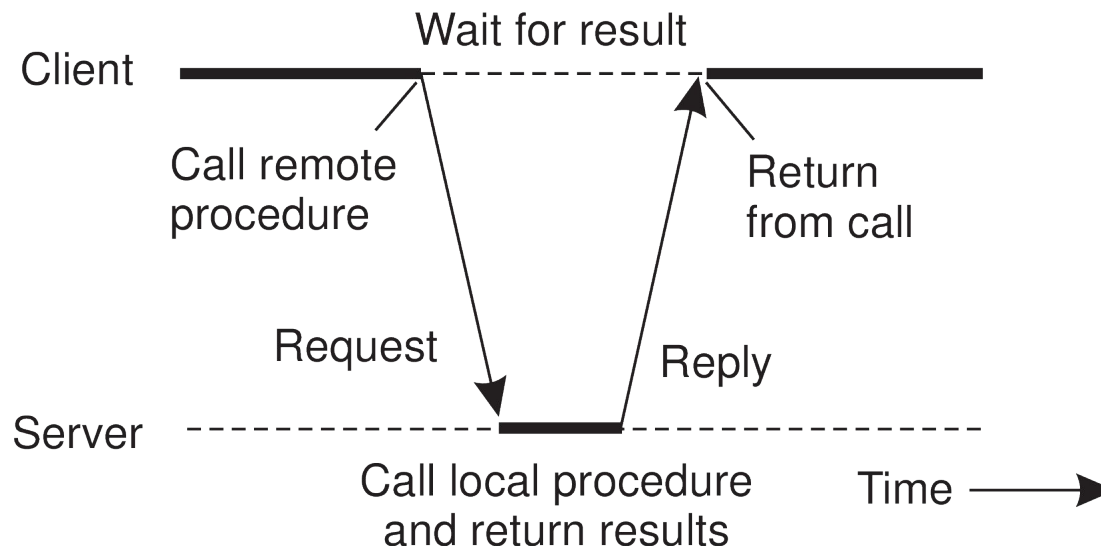 Wait for result
Client
Call remote
procedure
Return
from call
Request
Reply
Server
Call local procedure
and return results
Time